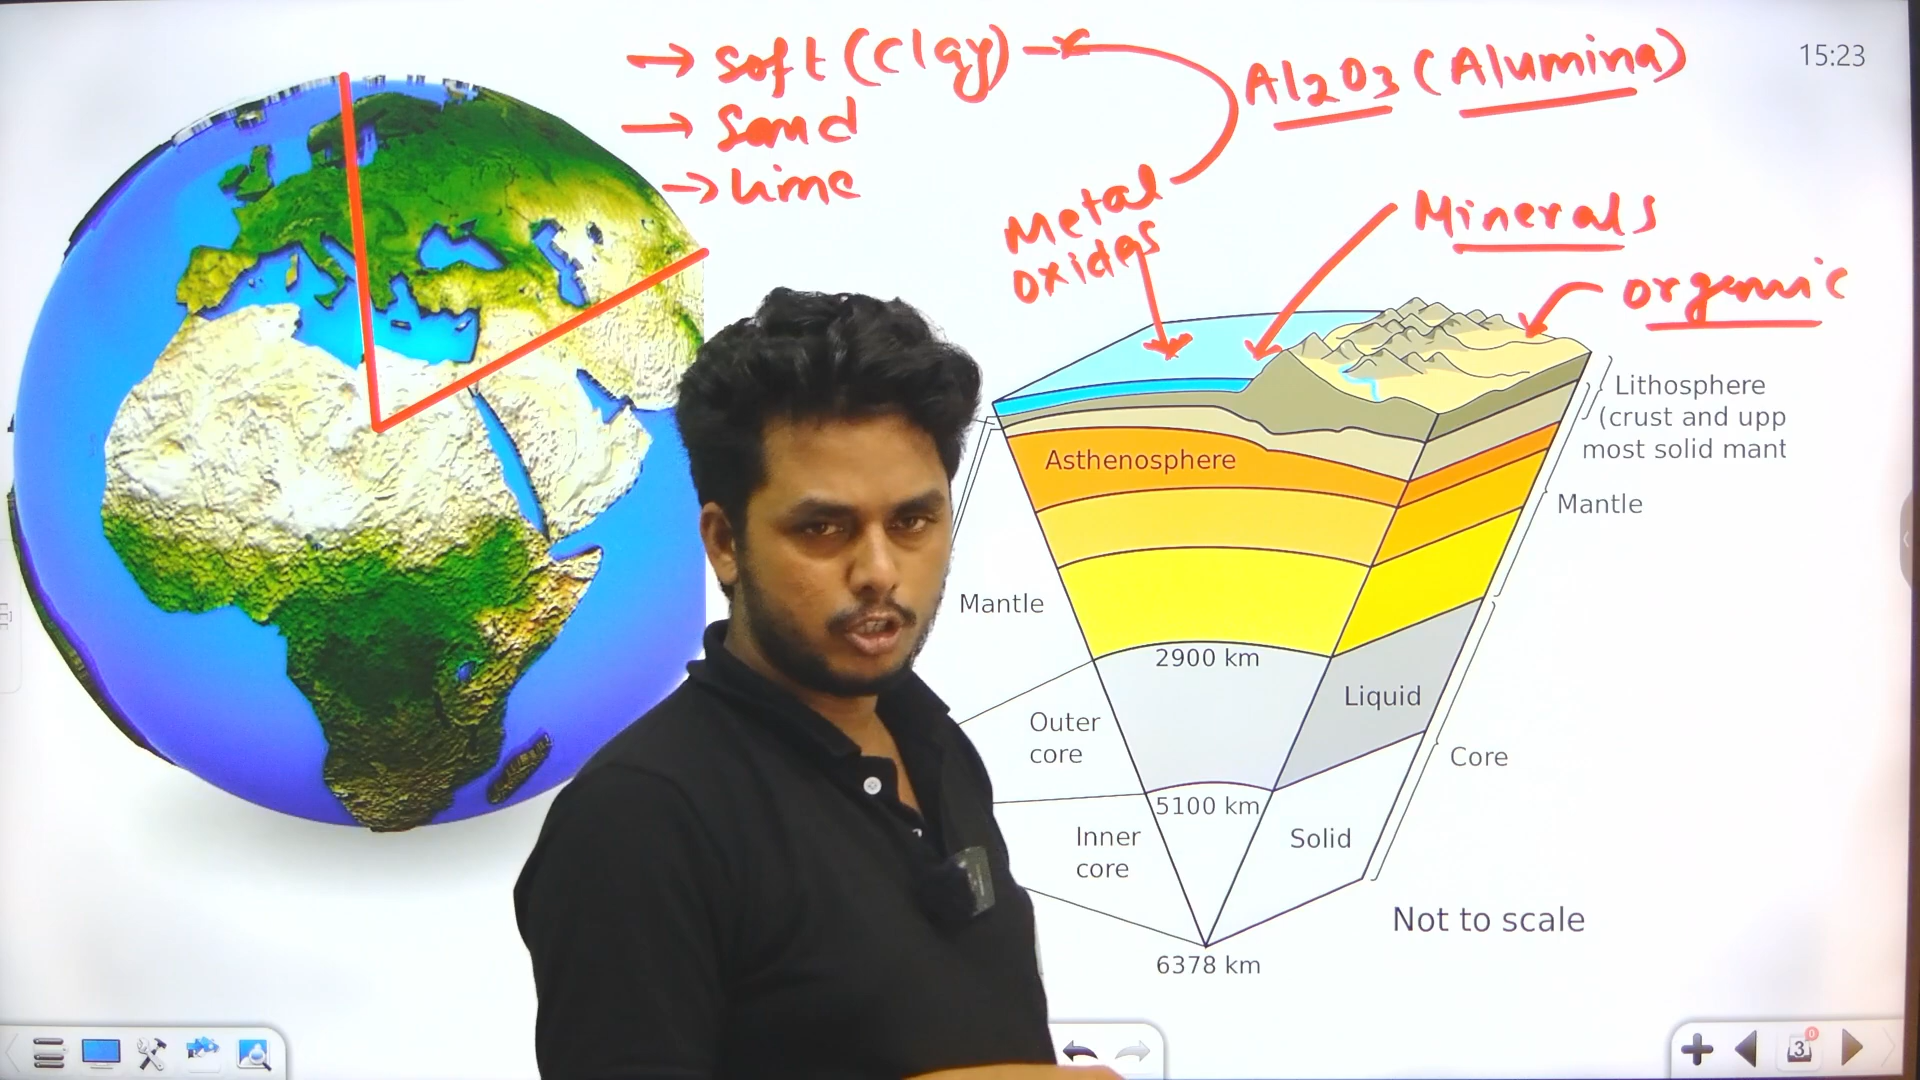 → soft (clay)
→ Sand
→ Lime
Al2O3 (Alumina)
15:23
Metal
oxides
Minerals
organic
Lithosphere
(crust and upp
most solid mant
Asthenosphere
Mantle
Mantle
2900 km
Liquid
Outer
core
Core
5100 km
Inner
core
Solid
Not to scale
6378 km
3
0